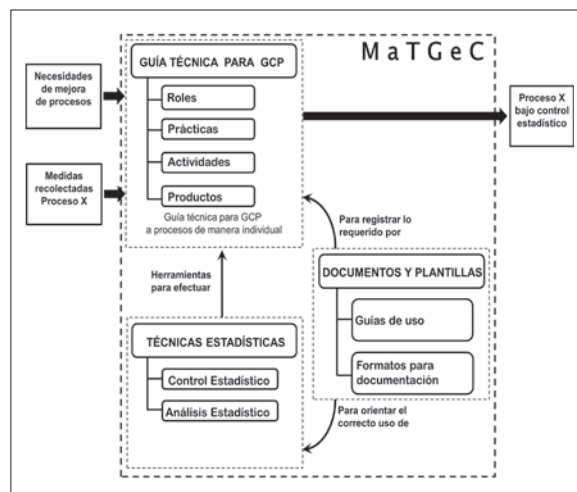 MaTGeC
GUÍA TÉCNICA PARA GCP
Roles
Prácticas
Actividades
Productos
Guía técnica para GCP
a procesos de manera individual
Necesidades
de mejora
de procesos
Medidas
recolectadas
Proceso X
Proceso X
bajo control
estadístico
Para registrar lo
requerido por
Herramientas
para efectuar
DOCUMENTOS Y PLANTILLAS
Guías de uso
Formatos para
documentación
TÉCNICAS ESTADÍSTICAS
Control Estadístico
Análisis Estadístico
Para orientar el
correcto uso de